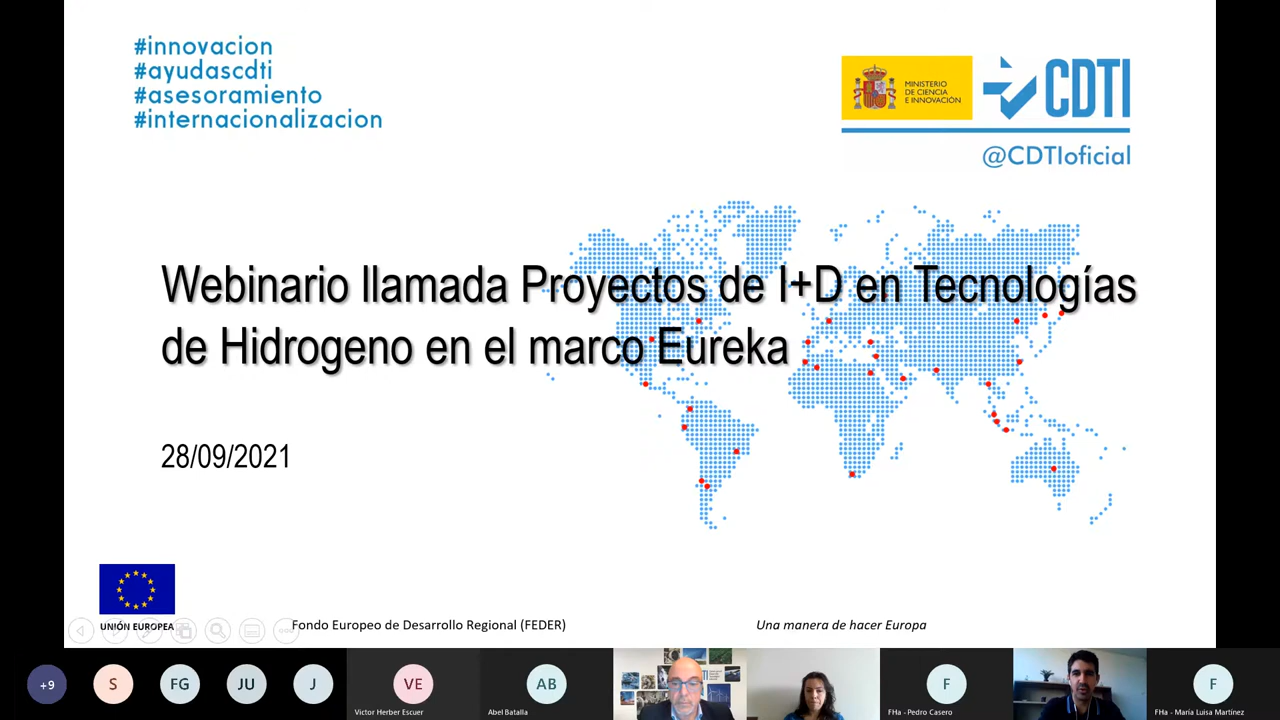 #innovacion
#ayudascdti
#asesoramiento
#internacionalizacion
MINISTERIO
DE CIENCIA
E INNOVACIÓN
CDTI
@CDTIoficial
Webinario llamada Proyectos de I+D en Tecnologías
de Hidrogeno en el marco Eureka
28/09/2021
UNIÓN EUROPEA
Fondo Europeo de Desarrollo Regional (FEDER)
Una manera de hacer Europa
+9
S
FG
JU
J
VE
Victor Herber Escuer
AB
Abel Batalla
F
FHa - Pedro Casero
F
FHa - María Luisa Martínez